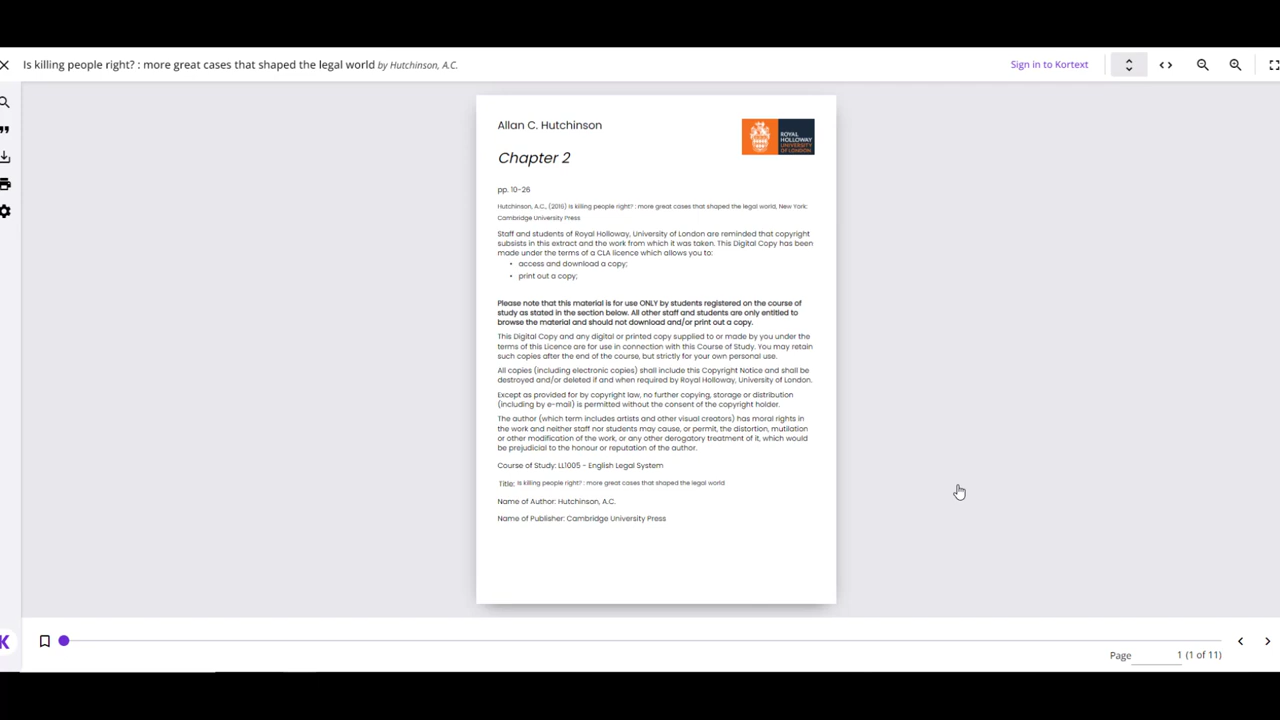 Is killing people right? : more great cases that shaped the legal world by Hutchinson, A.C.
Sign in to Kortext
Allan C. Hutchinson
ROYAL
HOLLOWAY
UNIVERSITY
OF LONDON
Chapter 2
pp. 10-26
Hutchinson, A.C., (2016) Is killing people right? : more great cases that shaped the legal world, New York:
Cambridge University Press
Staff and students of Royal Holloway, University of London are reminded that copyright
subsists in this extract and the work from which it was taken. This Digital Copy has been
made under the terms of a CLA licence which allows you to:
• access and download a copy;
• print out a copy;
Please note that this material is for use ONLY by students registered on the course of
study as stated in the section below. All other staff and students are only entitled to
browse the material and should not download and/or print out a copy.
This Digital Copy and any digital or printed copy supplied to or made by you under the
terms of this Licence are for use in connection with this Course of Study. You may retain
such copies after the end of the course, but strictly for your own personal use.
All copies (including electronic copies) shall include this Copyright Notice and shall be
destroyed and/or deleted if and when required by Royal Holloway, University of London.
Except as provided for by copyright law, no further copying, storage or distribution
(including by e-mail) is permitted without the consent of the copyright holder.
The author (which term includes artists and other visual creators) has moral rights in
the work and neither staff nor students may cause, or permit, the distortion, mutilation
or other modification of the work, or any other derogatory treatment of it, which would
be prejudicial to the honour or reputation of the author.
Course of Study: LL1005 - English Legal System
Title: Is killing people right? : more great cases that shaped the legal world
Name of Author: Hutchinson, A.C.
Name of Publisher: Cambridge University Press
K
Page 1 (1 of 11)